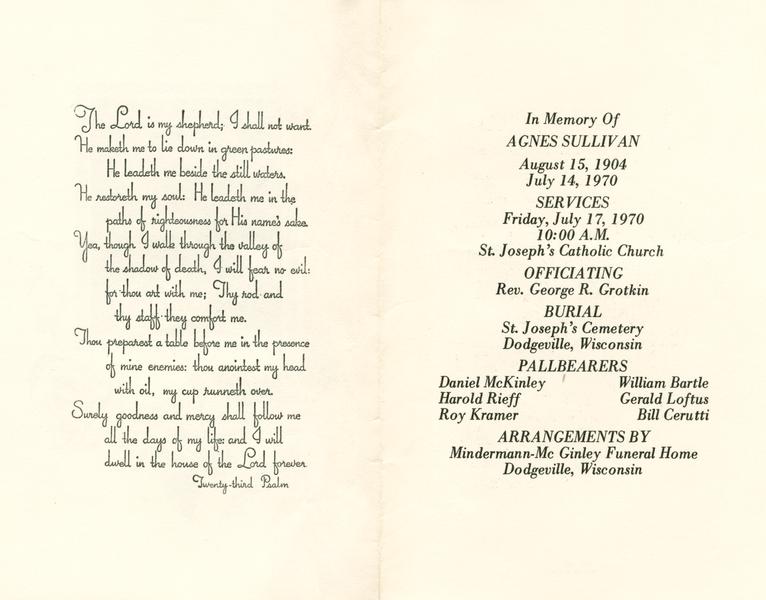 The Lord is my shepherd; I shall not want.
He maketh me to lie down in green pastures:
He leadeth me beside the still waters.
He restoreth my soul: He leadeth me in the
paths of righteousness for His name's sake.
Yea, though I walk through the valley of
the shadow of death, I will fear no evil:
for thou art with me; Thy rod and
thy staff they comfort me.
Thou preparest a table before me in the presence
of mine enemies: thou anointest my head
with oil, my cup runneth over.
Surely goodness and mercy shall follow me
all the days of my life: and I will
dwell in the house of the Lord forever.
Twenty-third Psalm
In Memory Of
AGNES SULLIVAN
August 15, 1904
July 14, 1970
SERVICES
Friday, July 17, 1970
10:00 A.M.
St. Joseph's Catholic Church
OFFICIATING
Rev. George R. Grotkin
BURIAL
St. Joseph's Cemetery
Dodgeville, Wisconsin
PALLBEARERS
Daniel McKinley William Bartle
Harold Rieff Gerald Loftus
Roy Kramer Bill Cerutti
ARRANGEMENTS BY
Mindermann-Mc Ginley Funeral Home
Dodgeville, Wisconsin